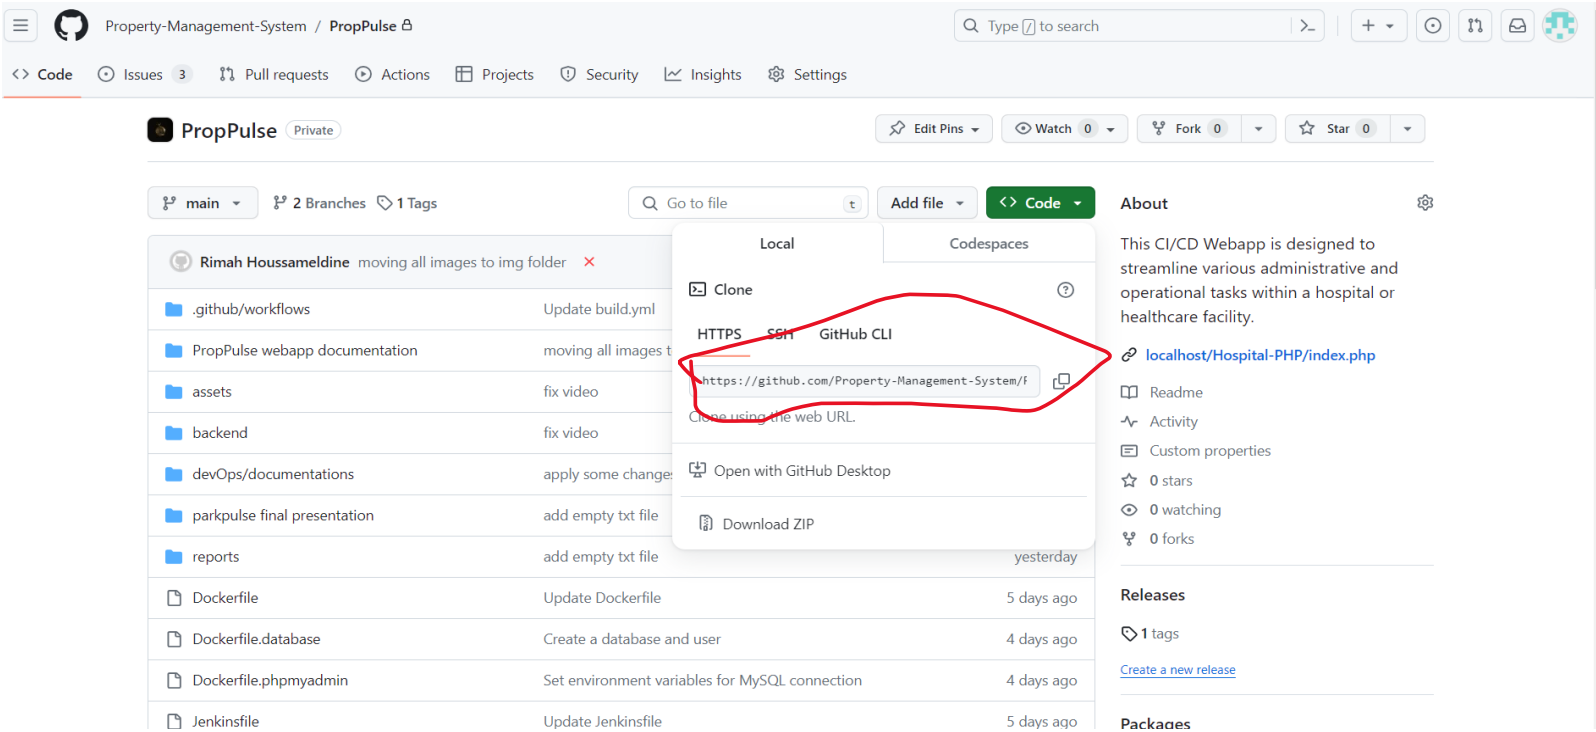 Property-Management-System / PropPulse
Type / to search
Code
Issues 3
Pull requests
Actions
Projects
Security
Insights
Settings
PropPulse Private
Edit Pins
Watch 0
Fork 0
Star 0
main
2 Branches
1 Tags
Go to file t
Add file
Code
Local
Codespaces
Clone
HTTPS
SSH
GitHub CLI
https://github.com/Property-Management-System/
Clone using the web URL.
Open with GitHub Desktop
Download ZIP
Rimah Houssameldine moving all images to img folder
.github/workflows Update build.yml
PropPulse webapp documentation moving all images
assets fix video
backend fix video
devOps/documentations apply some changes
parkpulse final presentation add empty txt file
reports add empty txt file yesterday
Dockerfile Update Dockerfile 5 days ago
Dockerfile.database Create a database and user 4 days ago
Dockerfile.phpmyadmin Set environment variables for MySQL connection 4 days ago
Jenkinsfile Update Jenkinsfile 5 days ago
About
This CI/CD Webapp is designed to
streamline various administrative and
operational tasks within a hospital or
healthcare facility.
localhost/Hospital-PHP/index.php
Readme
Activity
Custom properties
0 stars
0 watching
0 forks
Releases
1 tags
Create a new release
Packages